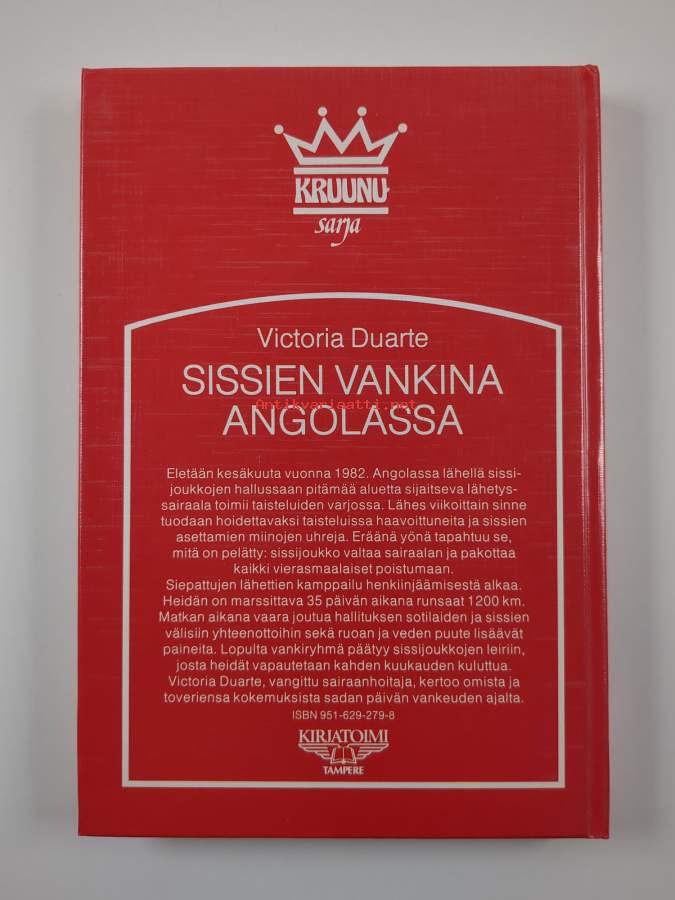 KRUUNU
sarja
Victoria Duarte
SISSIEN VANKINA
Antikvariaatti.net
ANGOLASSA
Eletään kesäkuuta vuonna 1982. Angolassa lähellä sissi-
joukkojen hallussaan pitämää aluetta sijaitseva lähetys-
sairaala toimii taisteluiden varjossa. Lähes viikoittain sinne
tuodaan hoidettavaksi taisteluissa haavoittuneita ja sissien
asettamien miinojen uhreja. Eräänä yönä tapahtuu se,
mitä on pelätty: sissijoukko valtaa sairaalan ja pakottaa
kaikki vierasmaalaiset poistumaan.
Siepattujen lähettien kamppailu henkiinjäämisestä alkaa.
Heidän on marssittava 35 päivän aikana runsaat 1200 km.
Matkan aikana vaara joutua hallituksen sotilaiden ja sissien
välisiin yhteenottoihin sekä ruoan ja veden puute lisäävät
paineita. Lopulta vankiryhmä päätyy sissijoukkojen leiriin,
josta heidät vapautetaan kahden kuukauden kuluttua.
Victoria Duarte, vangittu sairaanhoitaja, kertoo omista ja
toveriensa kokemuksista sadan päivän vankeuden ajalta.
ISBN 951-629-279-8
KIRJATOIMI
TAMPERE